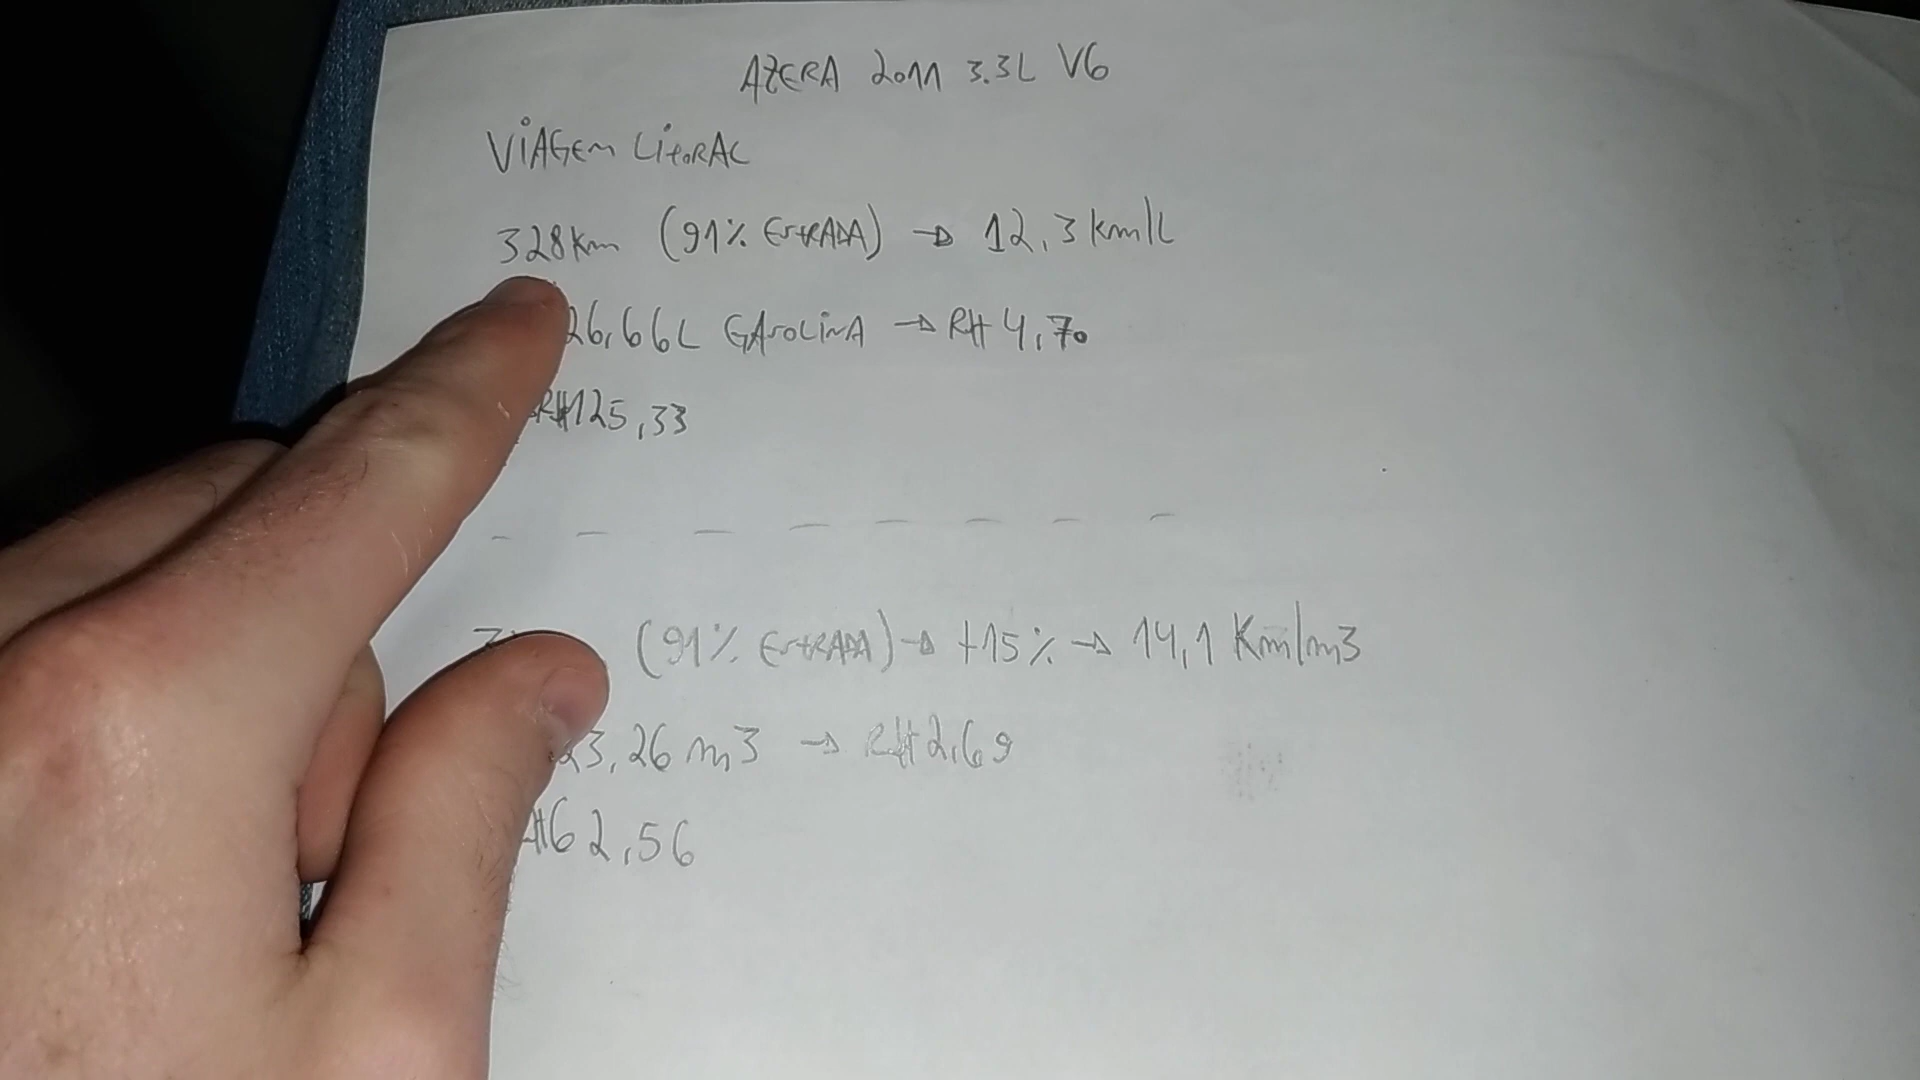 AZERA 2011 3.3L V6
ViAGEm LitoRAL
328Km (91% EstRADA) → 12,3 km/L
26,66L GAsoLinA → R$ 4,70
R$125,33
(91% EstRADA) → +15% → 14,1 Km/m3
23,26 m3 → R$2,69
$62,56